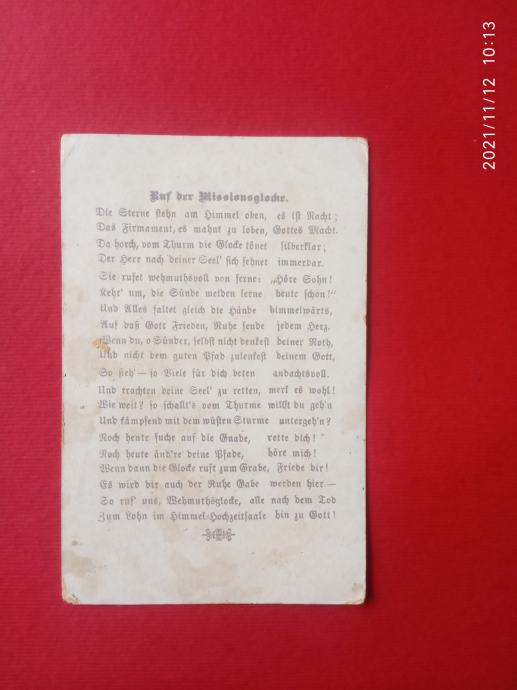 2021/11/12 10:13
Ruf der Missionsglocke.
Die Sterne stehn am Himmel oben, es ist Nacht;
Das Firmament, es mahnt zu loben, Gottes Macht.
Da horch, vom Thurm die Glocke tönet silberklar;
Der Herr nach deiner Seel' sich sehnet immerdar.
Sie rufet wehmuthsvoll von ferne: „Höre Sohn!
Kehr' um, die Sünde meiden lerne heute schon!“
Und Alles faltet gleich die Hände himmelwärts,
Auf daß Gott Frieden, Ruhe sende jedem Herz.
Wenn du, o Sünder, selbst nicht denkest deiner Noth,
Und nicht dem guten Pfad zulenkest deinem Gott,
So sieh' — so Viele für dich beten andachtsvoll.
Und trachten deine Seel' zu retten, merk es wohl!
Wie weit? so schallt's vom Thurme willst du geh'n
Und kämpfend mit dem wüsten Sturme untergeh'n?
Noch heute suche auf die Gnade, rette dich!
Noch heute änd're deine Pfade, höre mich!
Wenn dann die Glocke ruft zum Grabe, Friede dir!
Es wird dir auch der Ruhe Gabe werden hier.—
So ruf' uns, Wehmuthsglocke, alle nach dem Tod
Zum Lohn im Himmel-Hochzeitsaale hin zu Gott!